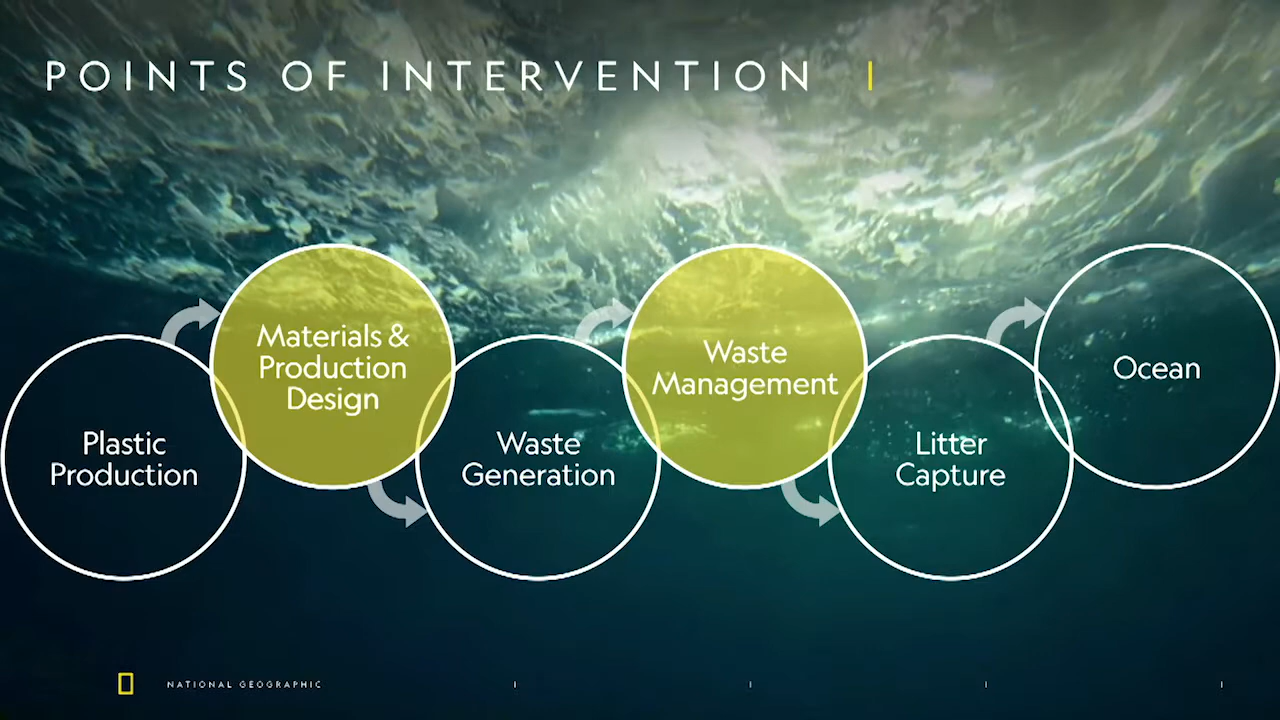 POINTS OF INTERVENTION
Plastic
Production
Materials &
Production
Design
Waste
Generation
Waste
Management
Litter
Capture
Ocean
NATIONAL GEOGRAPHIC